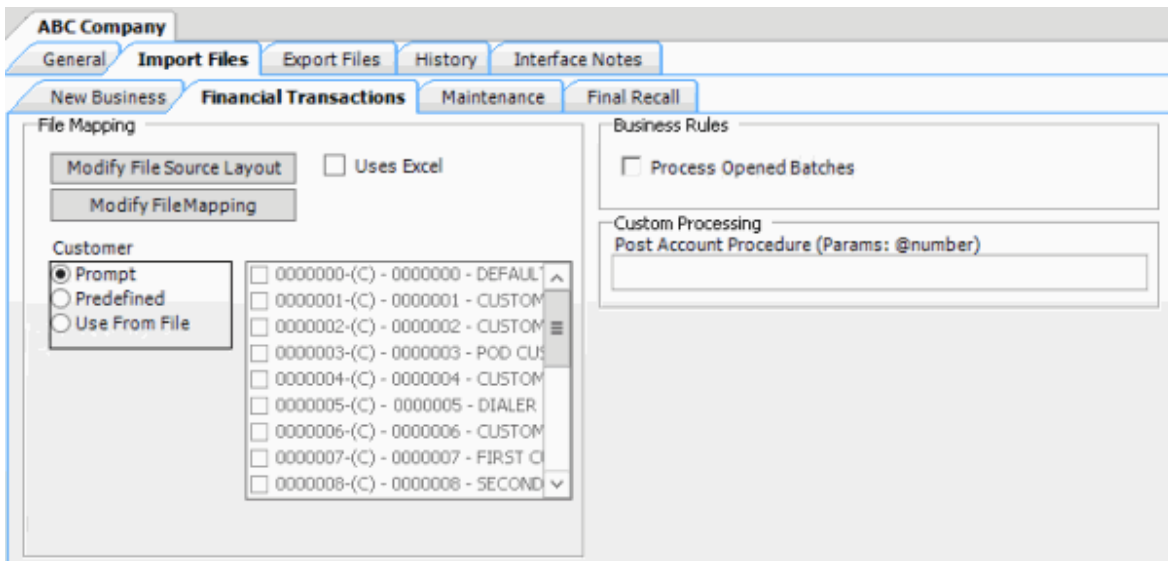 ABC Company
General Import Files Export Files History Interface Notes
New Business Financial Transactions Maintenance Final Recall
File Mapping
Modify File Source Layout Uses Excel
Modify FileMapping
Customer
Prompt
Predefined
Use From File
0000000-(C) - 0000000 - DEFAULT
0000001-(C) - 0000001 - CUSTOM
0000002-(C) - 0000002 - CUSTOM
0000003-(C) - 0000003 - POD CUS
0000004-(C) - 0000004 - CUSTOM
0000005-(C) - 0000005 - DIALER
0000006-(C) - 0000006 - CUSTOM
0000007-(C) - 0000007 - FIRST C
0000008-(C) - 0000008 - SECOND
Business Rules
Process Opened Batches
Custom Processing
Post Account Procedure (Params: @number)